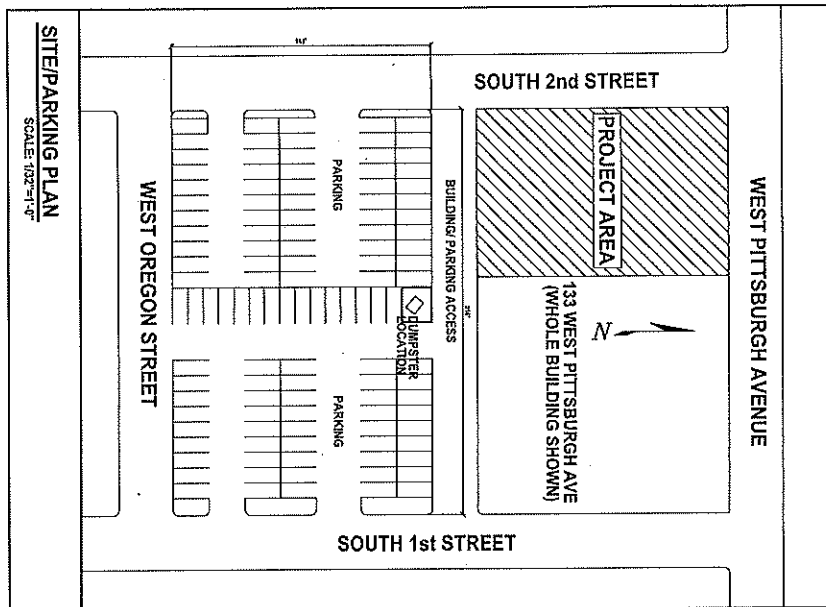 SITE/PARKING PLAN
SCALE: 1/32"=1'-0"
SOUTH 2nd STREET
WEST PITTSBURGH AVENUE
PROJECT AREA
133 WEST PITTSBURGH AVE
(WHOLE BUILDING SHOWN)
N
BUILDING/ PARKING ACCESS
PARKING
DUMPSTER
LOCATION
PARKING
WEST OREGON STREET
SOUTH 1st STREET